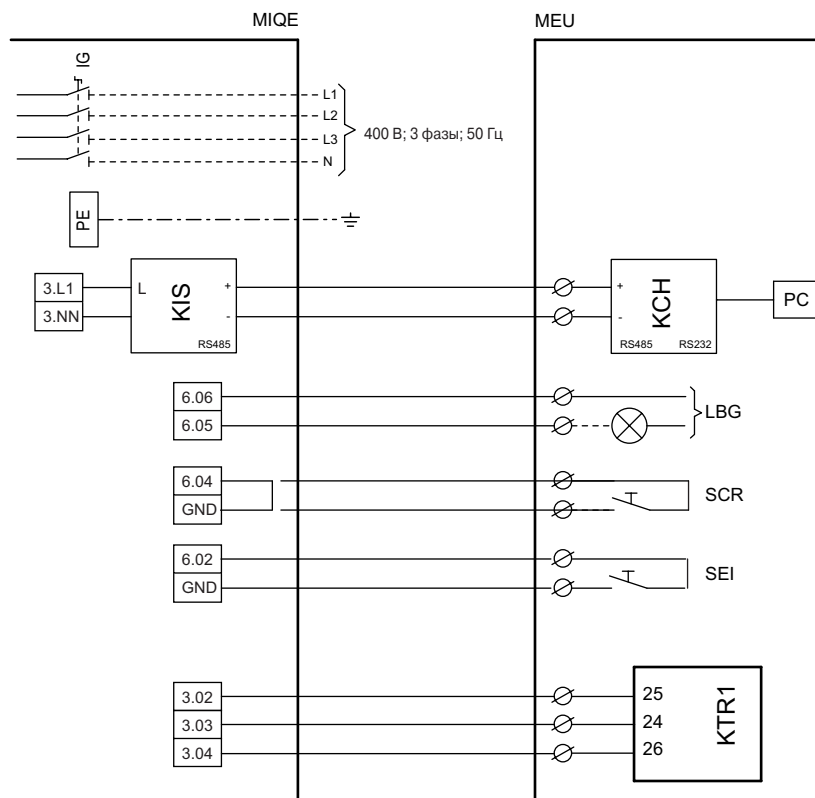 MIQE
MEU
IG
L1
L2
L3
N
400 В; 3 фазы; 50 Гц
PE
3.L1
3.NN
L
KIS
+
-
RS485
+
-
KCH
RS485
RS232
PC
6.06
6.05
LBG
6.04
GND
SCR
6.02
GND
SEI
3.02
3.03
3.04
25
24
26
KTR1